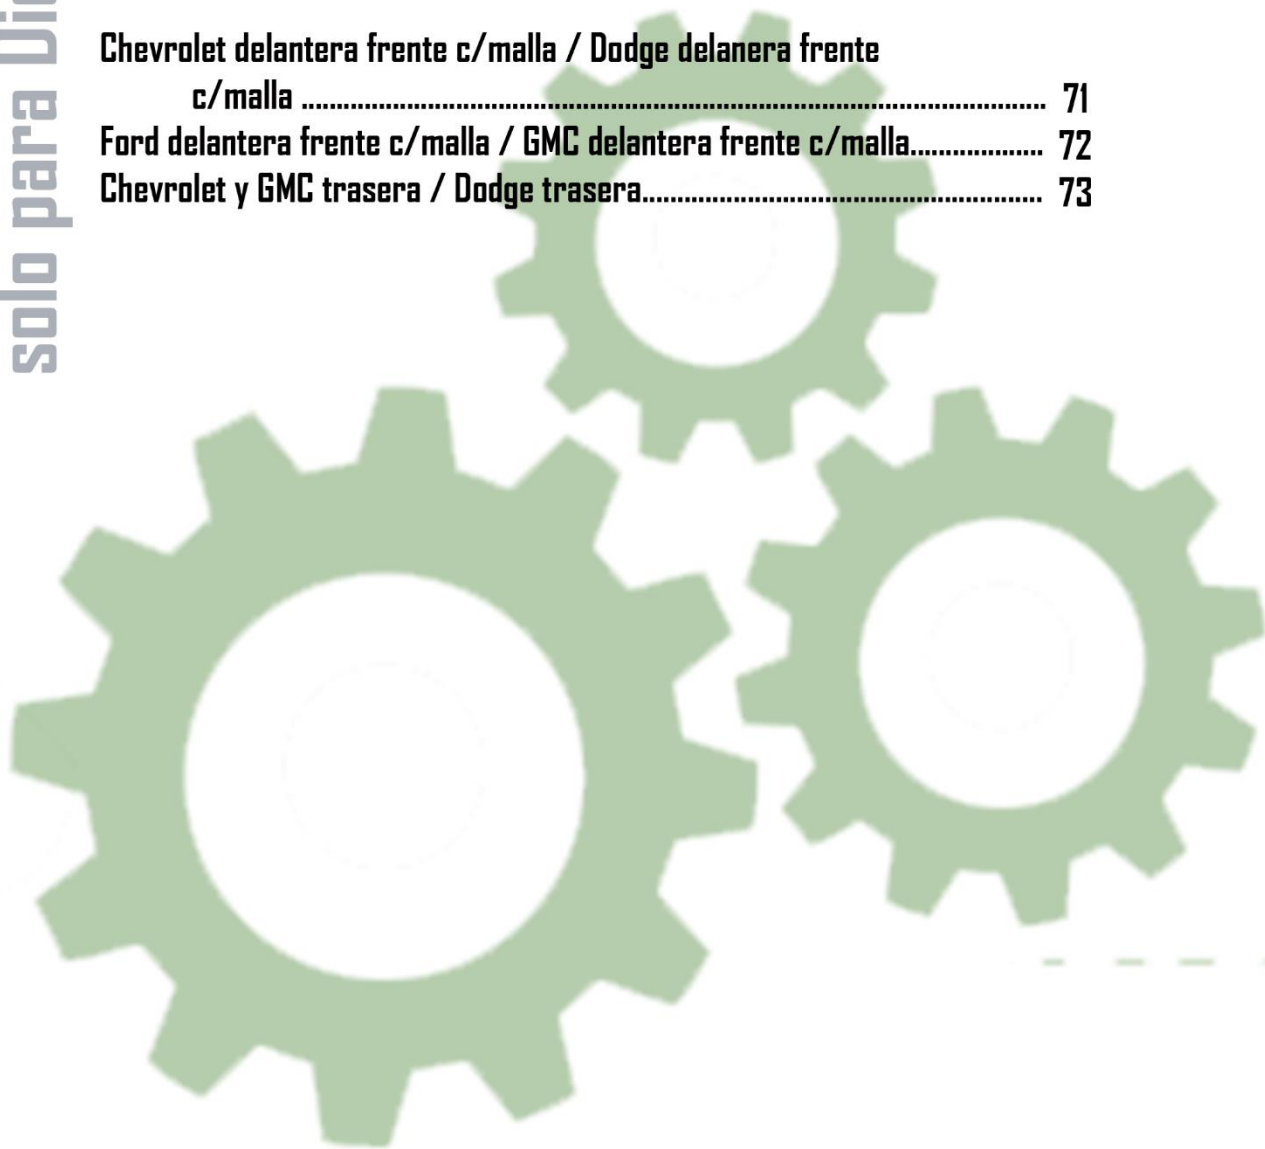 Chevrolet delantera frente c/malla / Dodge delanera frente
c/malla .......................................................................................................... 71
Ford delantera frente c/malla / GMC delantera frente c/malla................... 72
Chevrolet y GMC trasera / Dodge trasera......................................................... 73
solo para